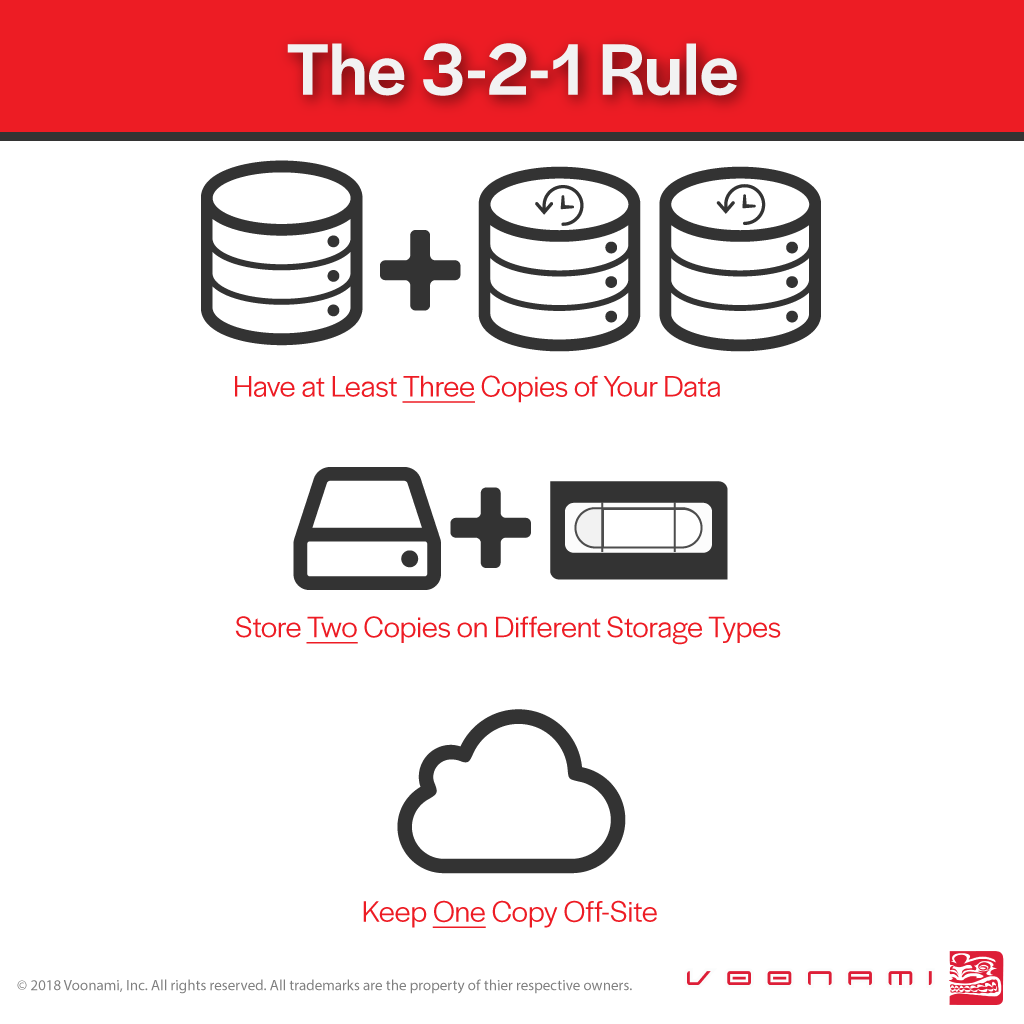 The 3-2-1 Rule
Have at Least Three Copies of Your Data
Store Two Copies on Different Storage Types
Keep One Copy Off-Site
© 2018 Voonami, Inc. All rights reserved. All trademarks are the property of thier respective owners.
VOONAMI